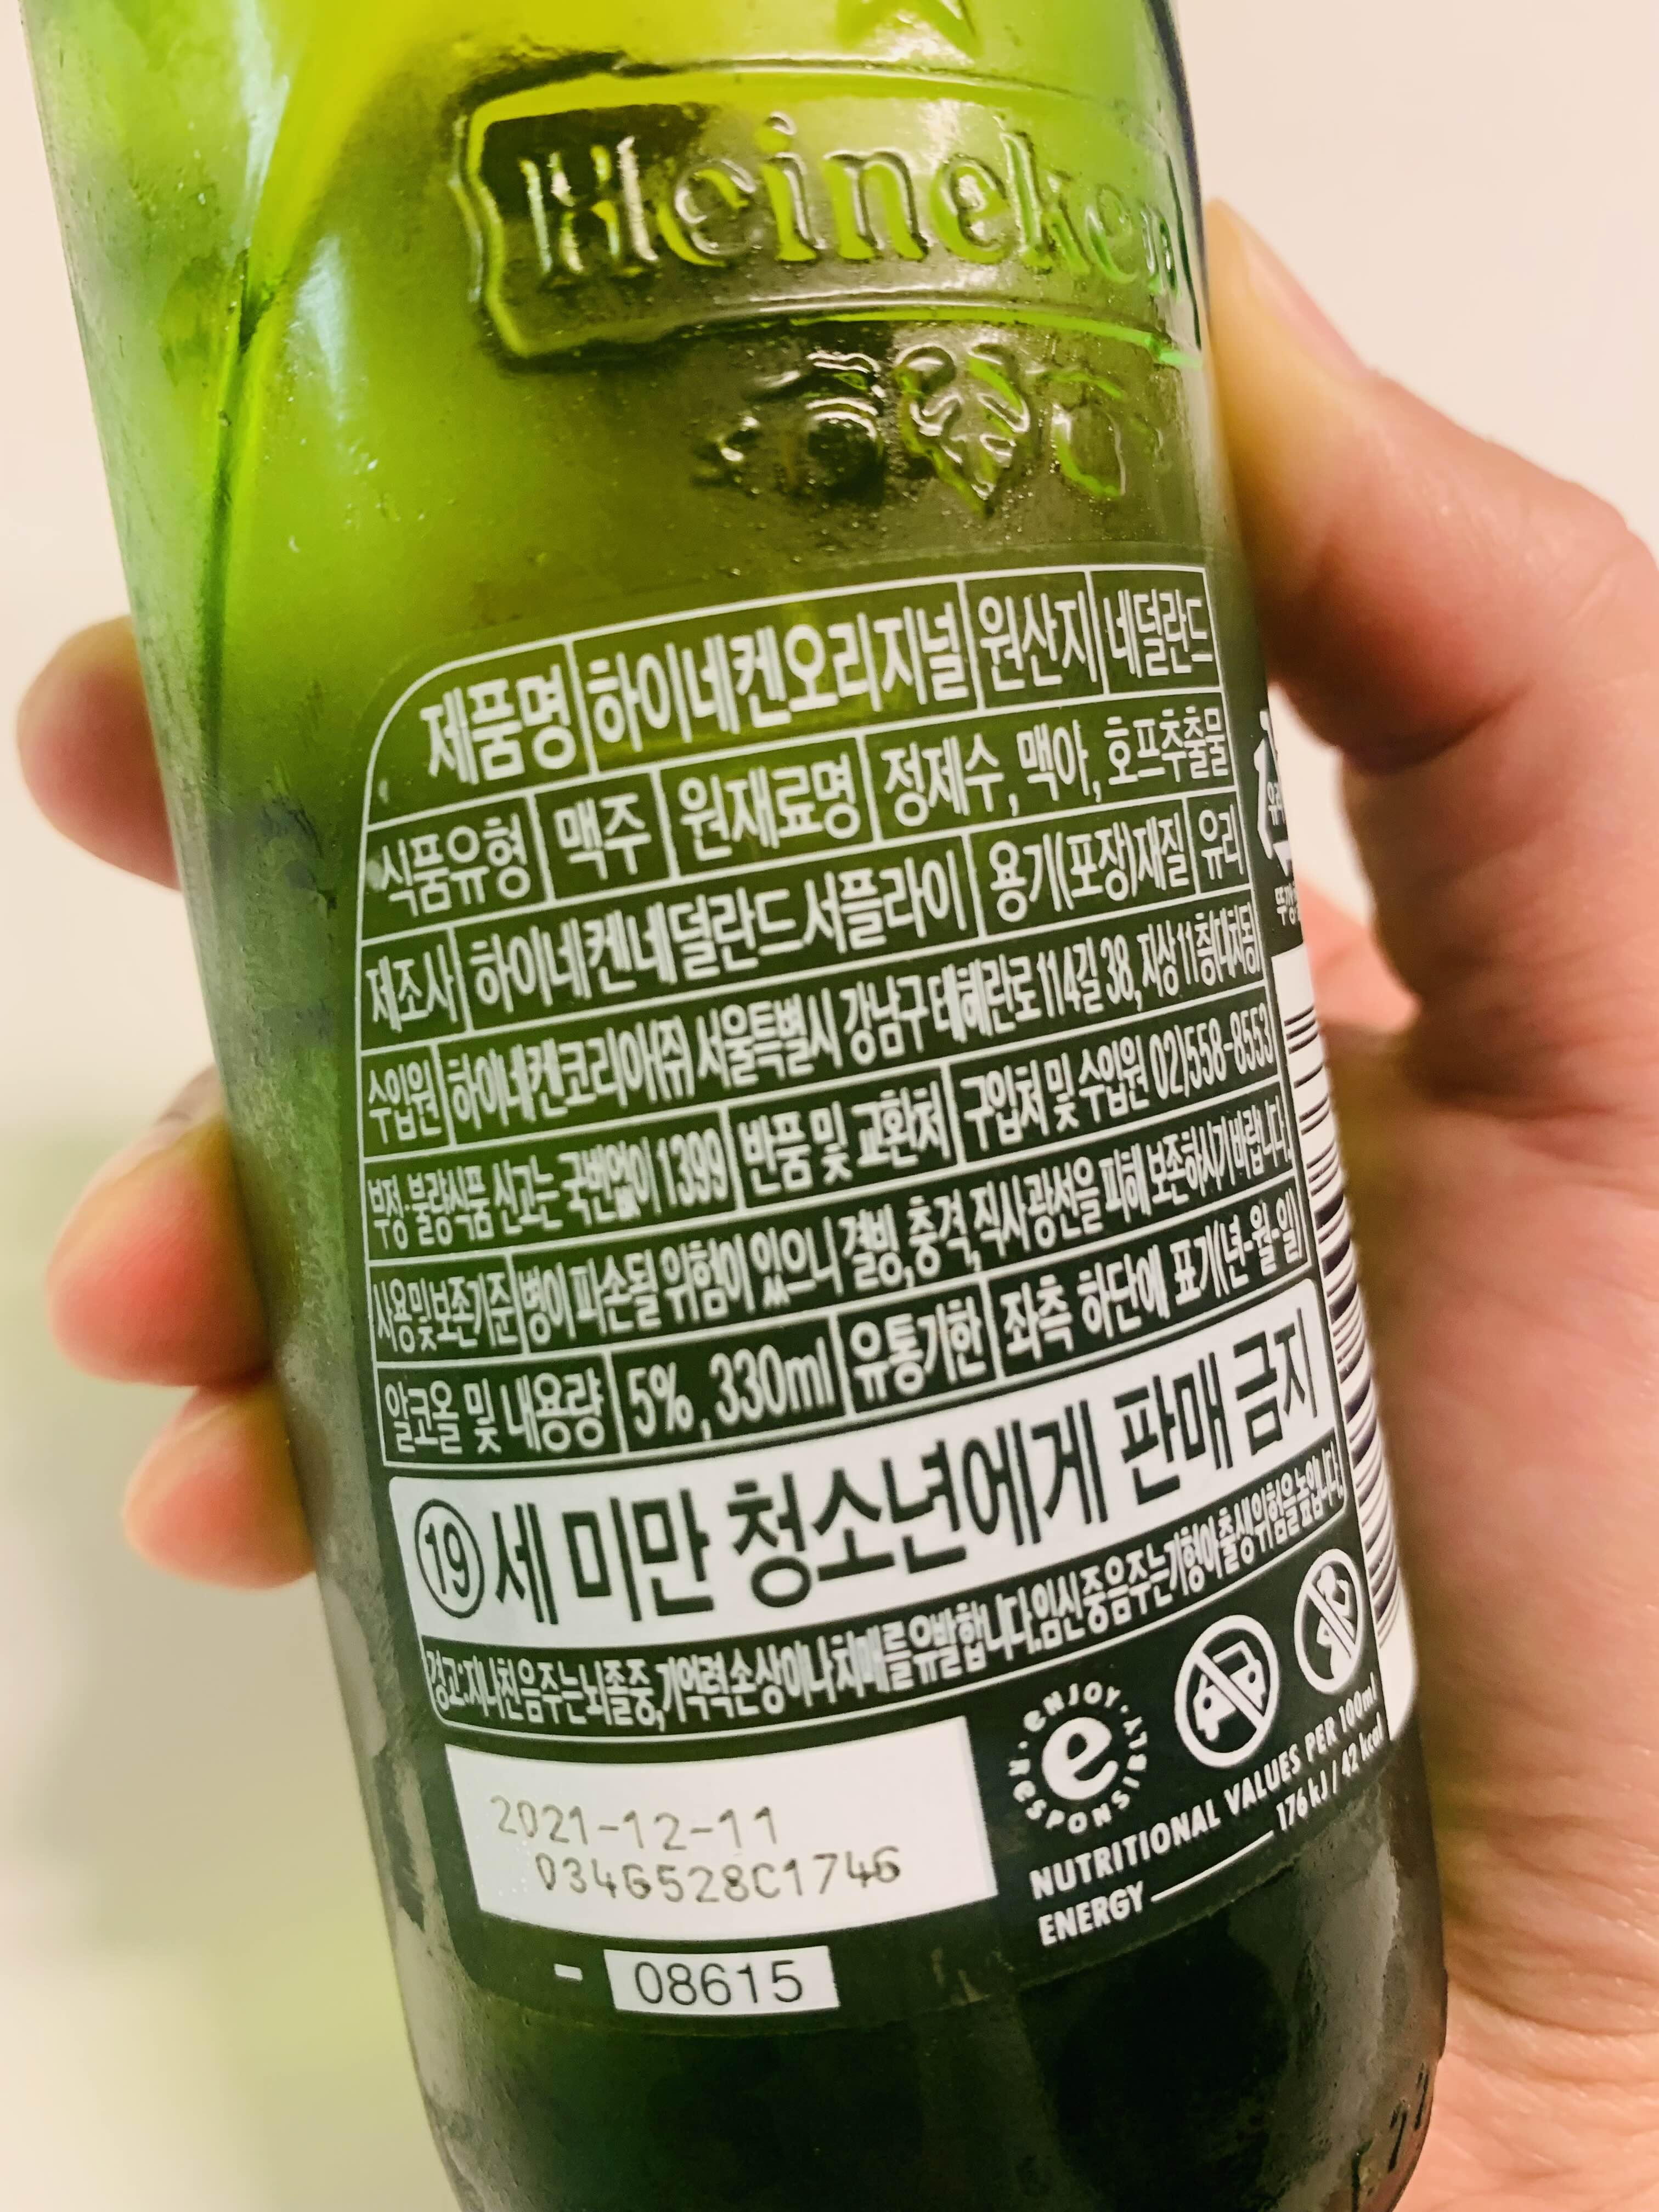 Heineken
제품명 하이네켄오리지널 원산지 네덜란드
식품유형 맥주 원재료명 정제수, 맥아, 호프추출물
제조사 하이네켄네덜란드서플라이 용기(포장)재질 유리
수입원 하이네켄코리아(주) 서울특별시 강남구 테헤란로 114길 38, 지상 11층(대치동)
부정·불량식품 신고는 국번없이 1399 반품 및 교환처 구입처 및 수입원 02)558-8553
사용및보존기준 병이 파손될 위험이 있으니 결빙, 충격, 직사광선을 피해 보존하시기바랍니다.
알코올 및 내용량 5%, 330ml 유통기한 좌측 하단에 표기(년-월-일)
19세 미만 청소년에게 판매 금지
경고:지나친음주는뇌졸중,기억력손상이나치매를유발합니다.임신중음주는기형아출생위험을높입니다.
2021-12-11
034G528C1746
ENJOY · RESPONSIBLY
e
NUTRITIONAL VALUES PER 100ml
ENERGY 176 kJ / 42 kcal
- 08615